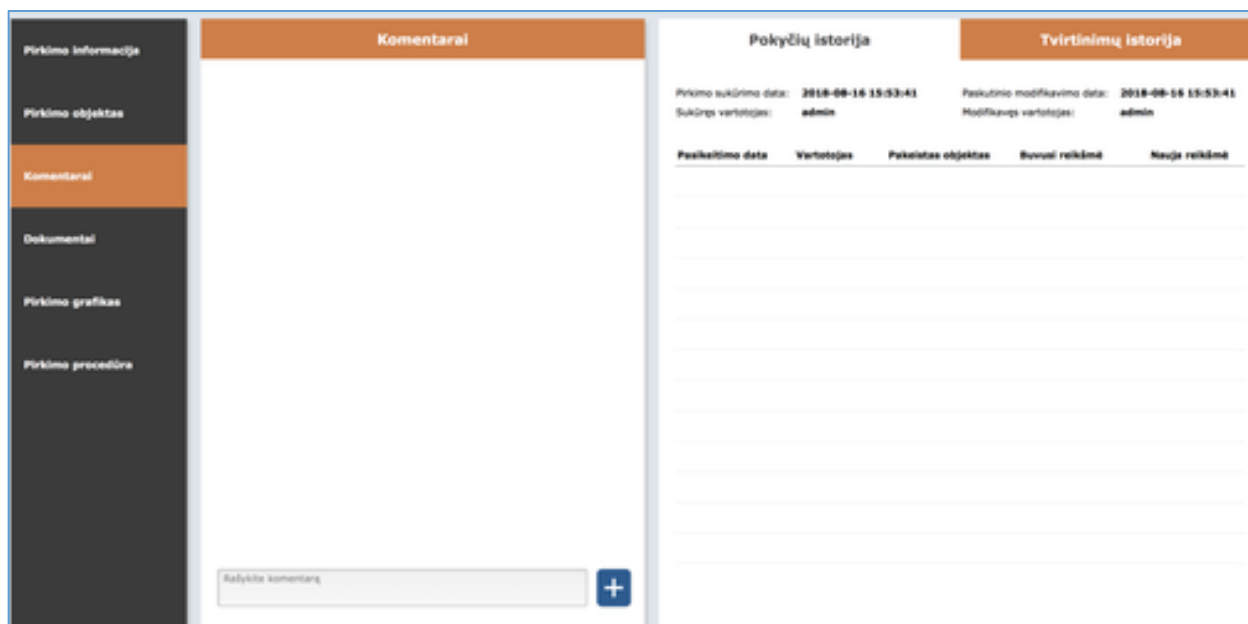 Pirkimo informacija
Pirkimo objektas
Komentarai
Dokumentai
Pirkimo grafikas
Pirkimo procedūra
Komentarai
Rašykite komentarą
Pokyčių istorija
Tvirtinimų istorija
Pirkimo sukūrimo data: 2018-08-16 15:53:41 Paskutinio modifikavimo data: 2018-08-16 15:53:41
Sukūręs vartotojas: admin Modifikavęs vartotojas: admin
Pasikeitimo data Vartotojas Pakeistas objektas Buvusi reikšmė Nauja reikšmė